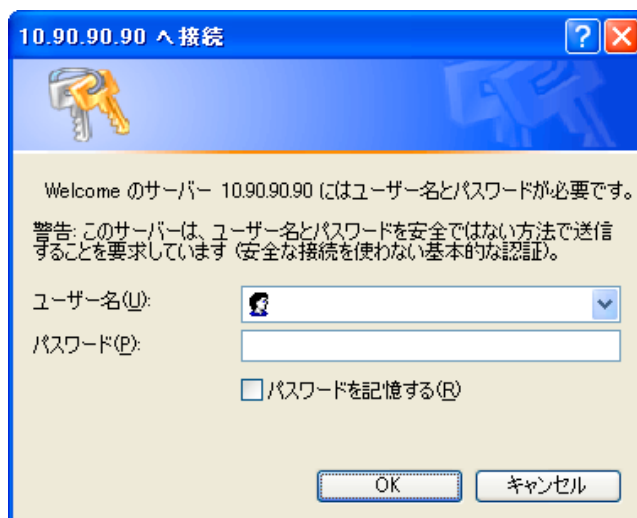 10.90.90.90 へ接続
Welcome のサーバー 10.90.90.90 にはユーザー名とパスワードが必要です。
警告: このサーバーは、ユーザー名とパスワードを安全ではない方法で送信
することを要求しています (安全な接続を使わない基本的な認証)。
ユーザー名(U):
パスワード(P):
パスワードを記憶する(R)
OK キャンセル